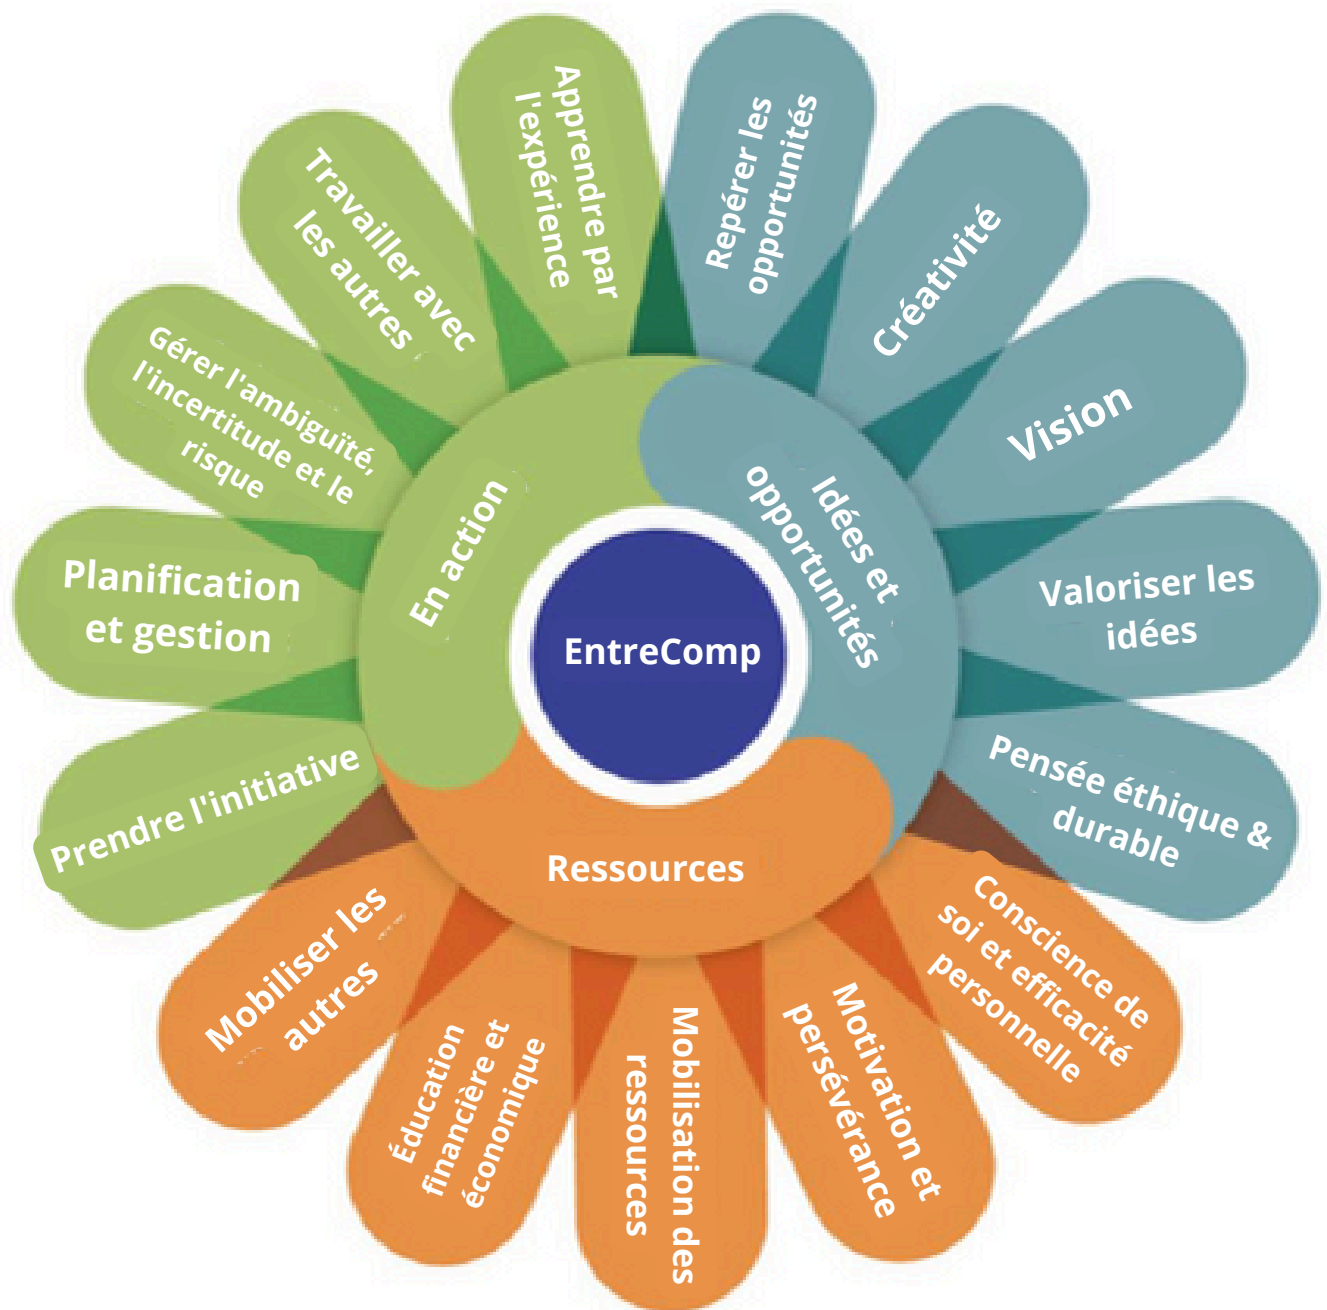 EntreComp
Idées et
opportunités
Ressources
En action
Repérer les
opportunités
Créativité
Vision
Valoriser les
idées
Pensée éthique &
durable
Conscience de
soi et efficacité
personnelle
Motivation et
persévérance
Mobilisation des
ressources
Éducation
financière et
économique
Mobiliser les
autres
Prendre l'initiative
Planification
et gestion
Gérer l'ambiguïté,
l'incertitude et le
risque
Travailler avec
les autres
Apprendre par
l'expérience